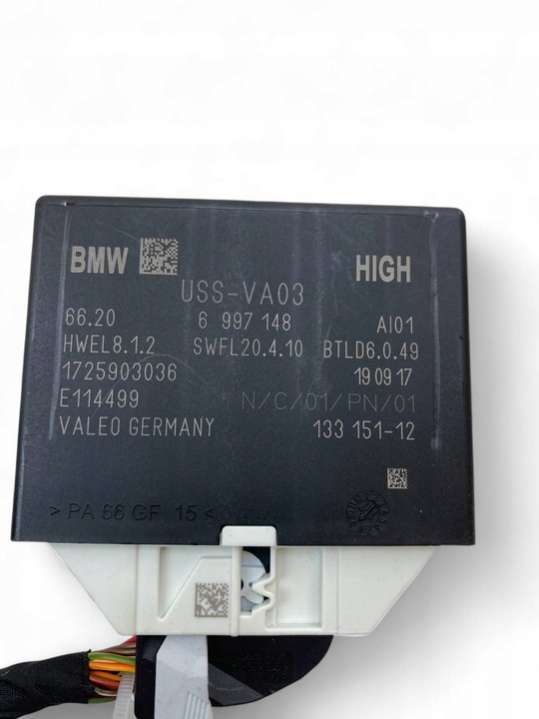 BMW HIGH
USS-VA03
66.20 6 997 148 AI01
HWEL8.1.2 SWFL20.4.10 BTLD6.0.49
1725903036 19 09 17
E114499 N/C/01/PN/01
VALEO GERMANY 133 151-12
> PA 66 GF 15 <